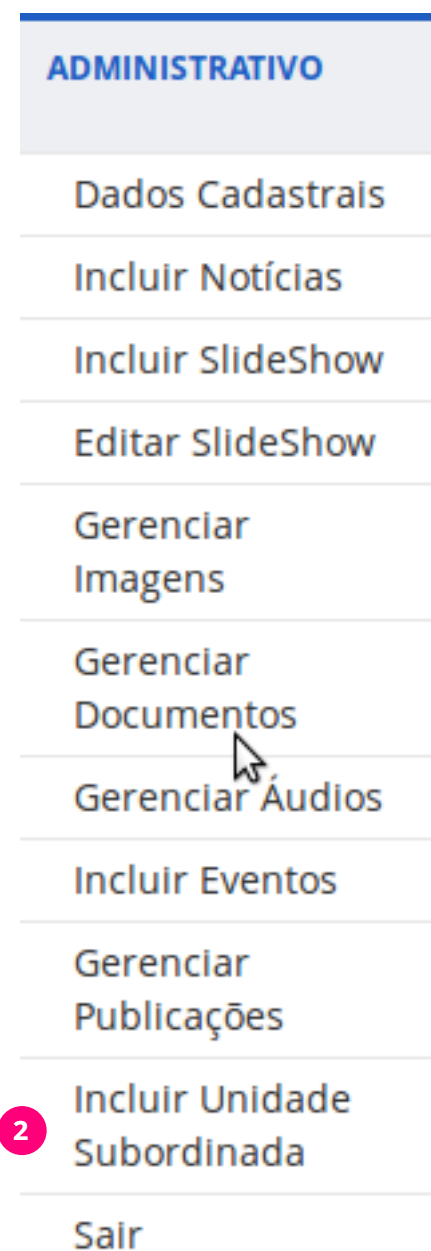 ADMINISTRATIVO
Dados Cadastrais
Incluir Notícias
Incluir SlideShow
Editar SlideShow
Gerenciar
Imagens
Gerenciar
Documentos
Gerenciar Áudios
Incluir Eventos
Gerenciar
Publicações
Incluir Unidade
2
Subordinada
Sair